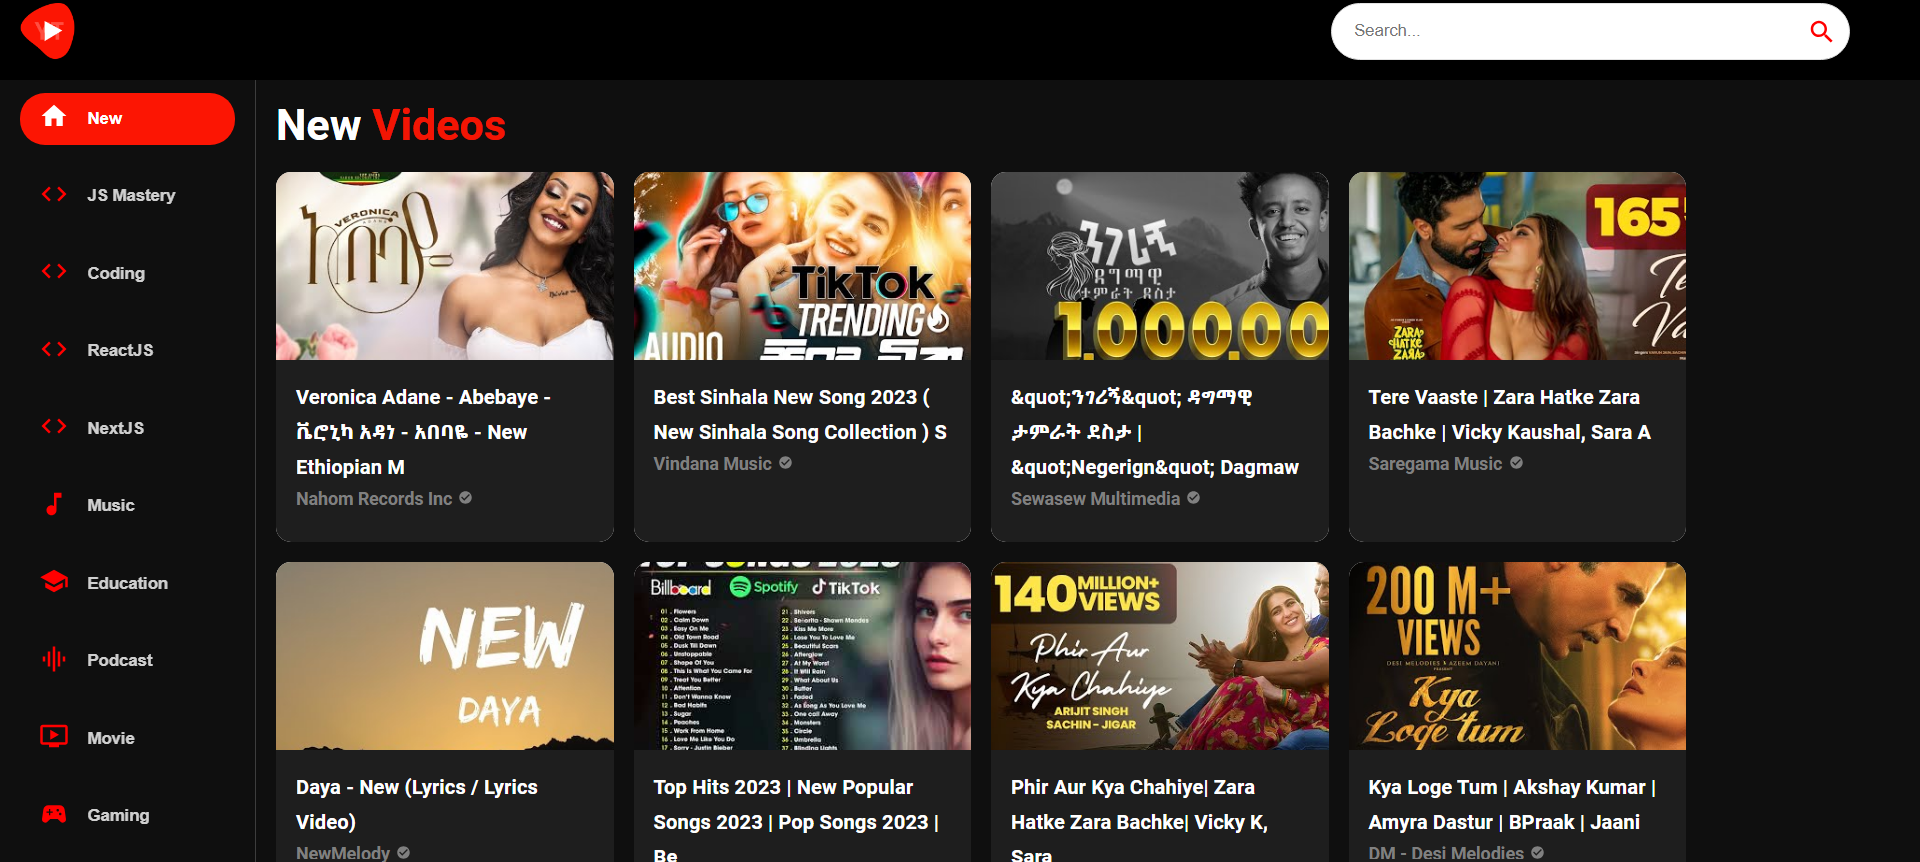 YT
Search...
New
JS Mastery
Coding
ReactJS
NextJS
Music
Education
Podcast
Movie
Gaming
New Videos
VERONICA
አበባዬ
Veronica Adane - Abebaye -
ቬሮኒካ አዳነ - አበባዬ - New
Ethiopian M
Nahom Records Inc
TikTok
TRENDING
AUDIO
Best Sinhala New Song 2023 (
New Sinhala Song Collection ) S
Vindana Music
ንገሪኝ
ዳግማዊ
ታምራት ደስታ
1.000.00
&quot;ንገሪኝ&quot; ዳግማዊ
ታምራት ደስታ |
&quot;Negerign&quot; Dagmaw
Sewasew Multimedia
165
Te
Va
ZARA
HATKE
ZARA
Tere Vaaste | Zara Hatke Zara
Bachke | Vicky Kaushal, Sara A
Saregama Music
NEW
DAYA
Daya - New (Lyrics / Lyrics
Video)
NewMelody
Billboard Spotify TikTok
01 . Flowers
02 . Calm Down
03 . Easy On Me
04 . Old Town Road
05 . Dusk Till Dawn
06 . Unstoppable
07 . Shape Of You
08 . This Is What You Came For
09 . Treat You Better
10 . Attention
11 . Don't Wanna Know
12 . Bad Habits
13 . Sugar
14 . Peaches
15 . Work From Home
16 . Love Me Like You Do
17 . Sorry - Justin Bieber
21 . Shivers
22 . Señorita - Shawn Mendes
23 . Kiss Me More
24 . Lose You To Love Me
25 . Beautiful Scars
26 . Afterglow
27 . At My Worst
28 . It Will Rain
29 . What About Us
30 . Butter
31 . Faded
32 . As Long As You Love Me
33 . One Call Away
34 . Monsters
35 . Circle
36 . Umbrella
37 . Blinding Lights
Top Hits 2023 | New Popular
Songs 2023 | Pop Songs 2023 |
Be
140 MILLION+
VIEWS
Phir Aur
Kya Chahiye
ARIJIT SINGH
SACHIN - JIGAR
Phir Aur Kya Chahiye| Zara
Hatke Zara Bachke| Vicky K,
Sara
200 M+
VIEWS
DESI MELODIES & AZEEM DAYANI
PRESENT
Kya
Loge tum
Kya Loge Tum | Akshay Kumar |
Amyra Dastur | BPraak | Jaani
DM - Desi Melodies